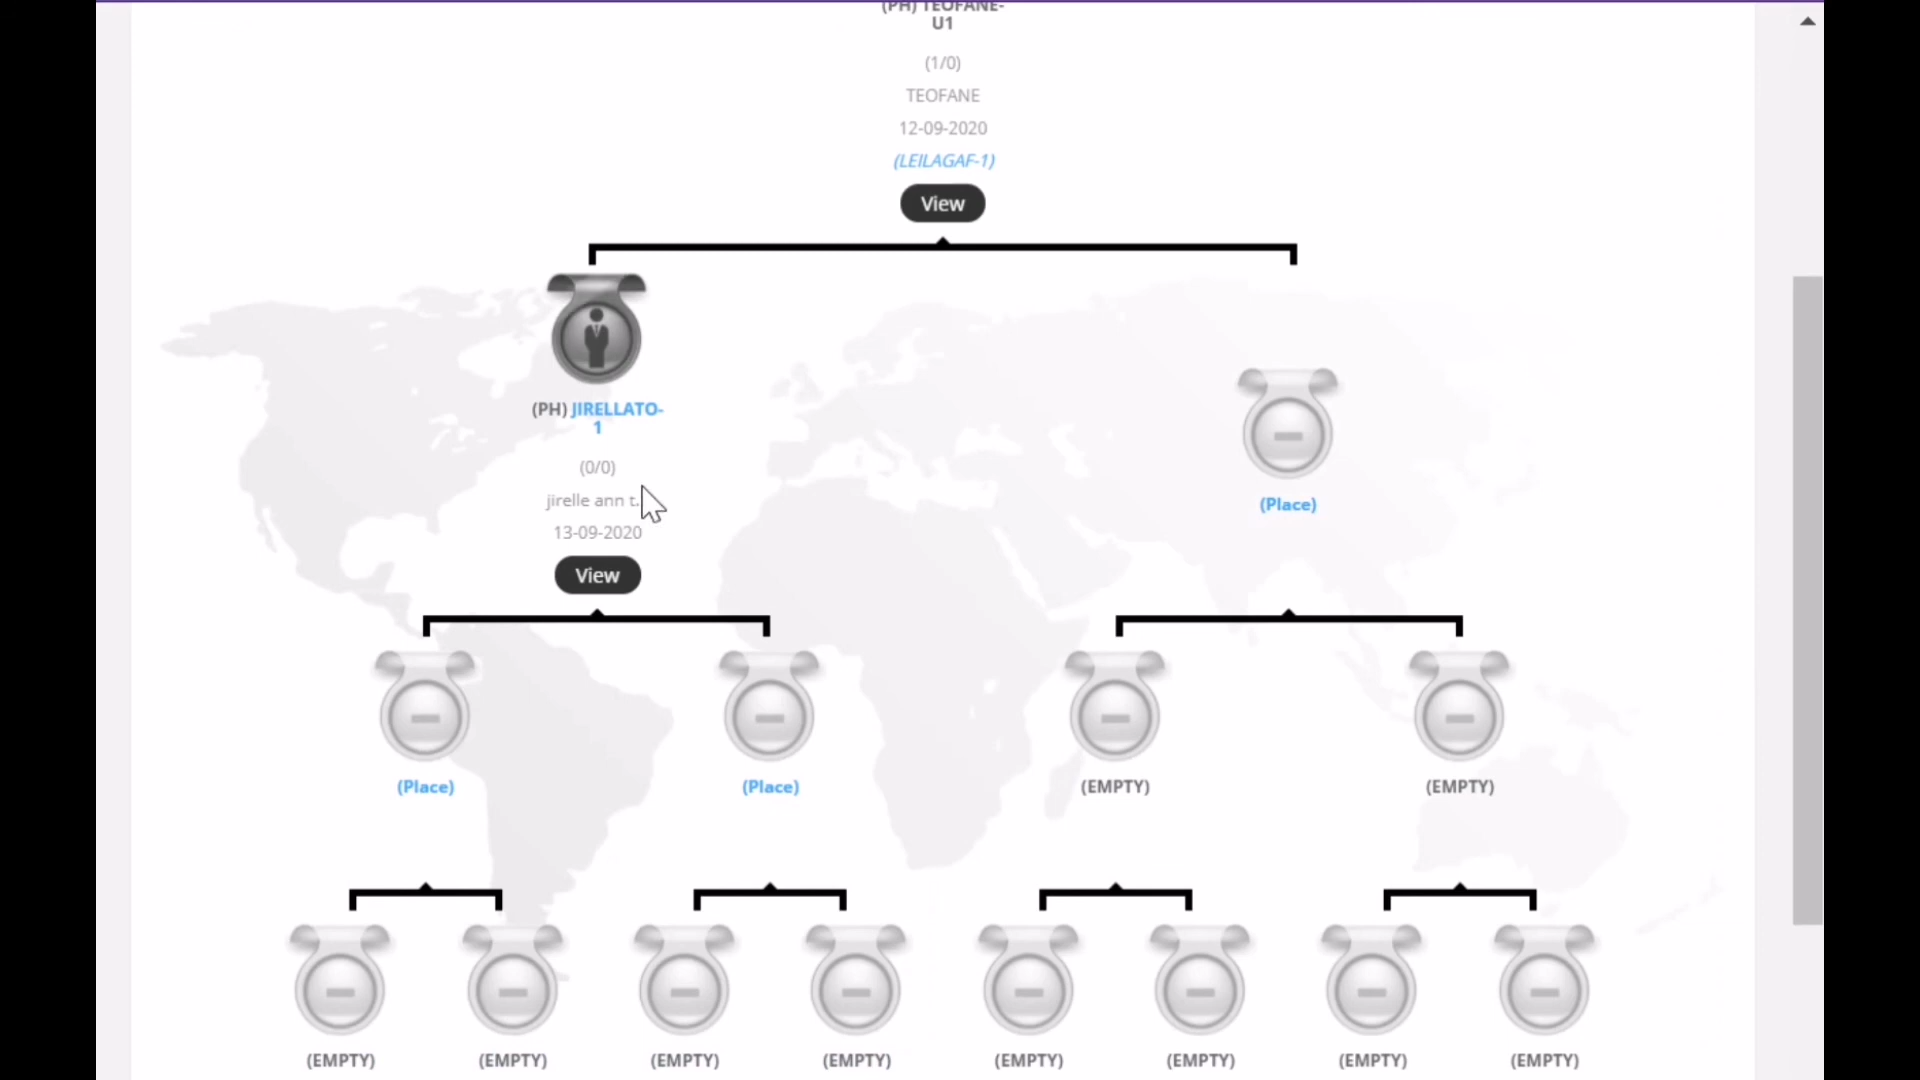 (PH) TEOFANE-
U1
(1/0)
TEOFANE
12-09-2020
(LEILAGAF-1)
View
(PH) JIRELLATO-
1
(0/0)
jirelle ann t.
13-09-2020
View
(Place)
(Place)
(Place)
(EMPTY)
(EMPTY)
(EMPTY)
(EMPTY)
(EMPTY)
(EMPTY)
(EMPTY)
(EMPTY)
(EMPTY)
(EMPTY)